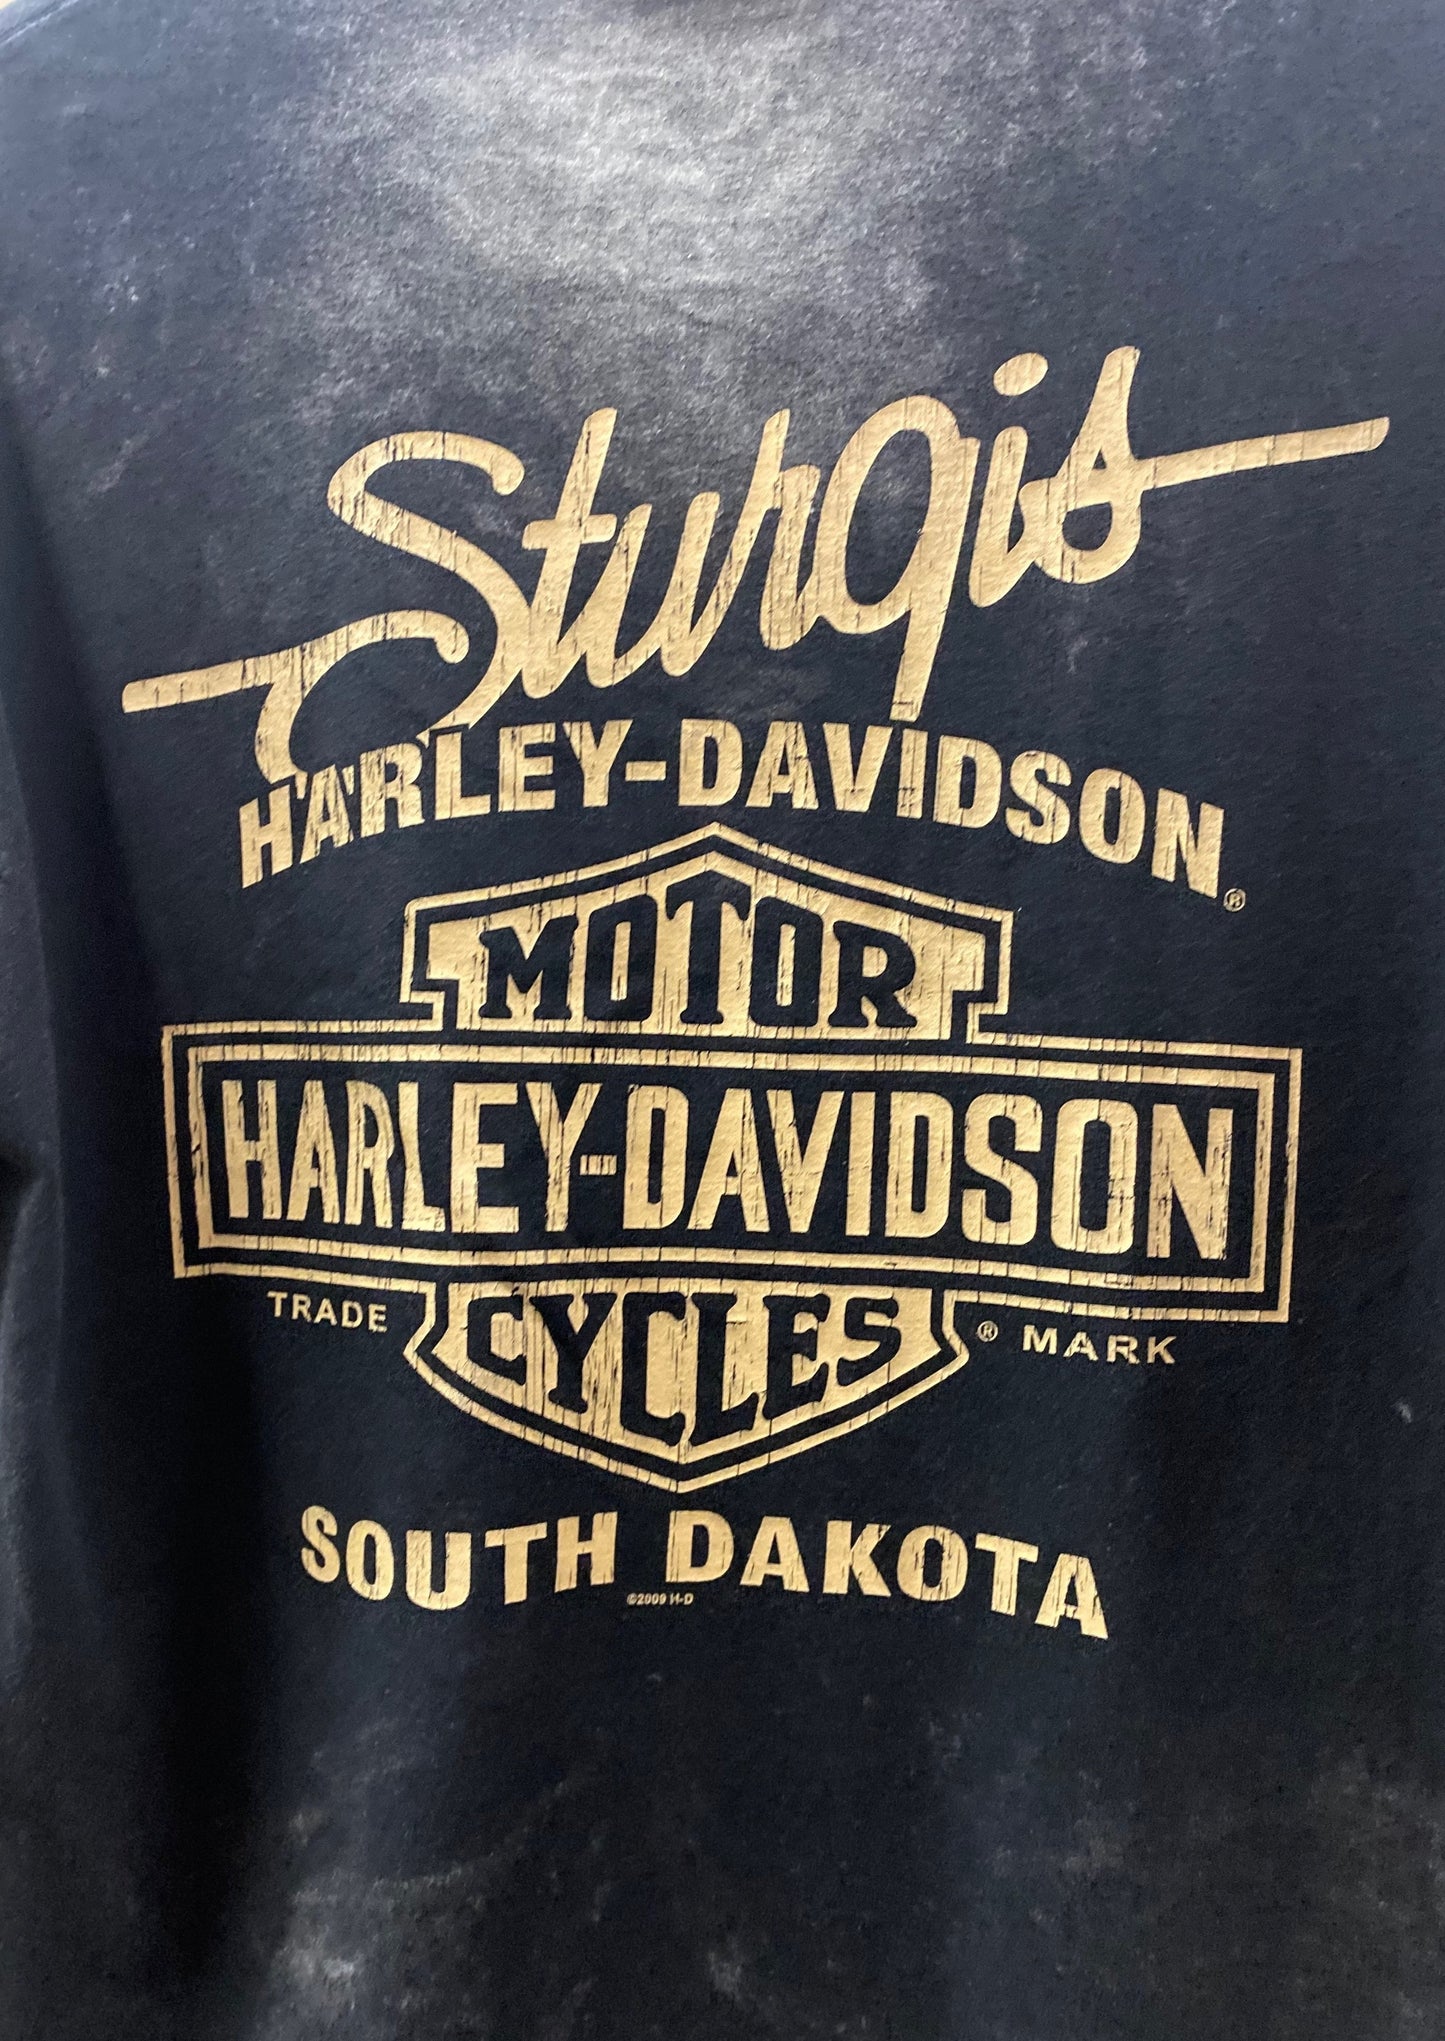 Sturgis
HARLEY-DAVIDSON®
MOTOR
HARLEY-DAVIDSON
CYCLES
TRADE ® MARK
SOUTH DAKOTA
©2009 H-D